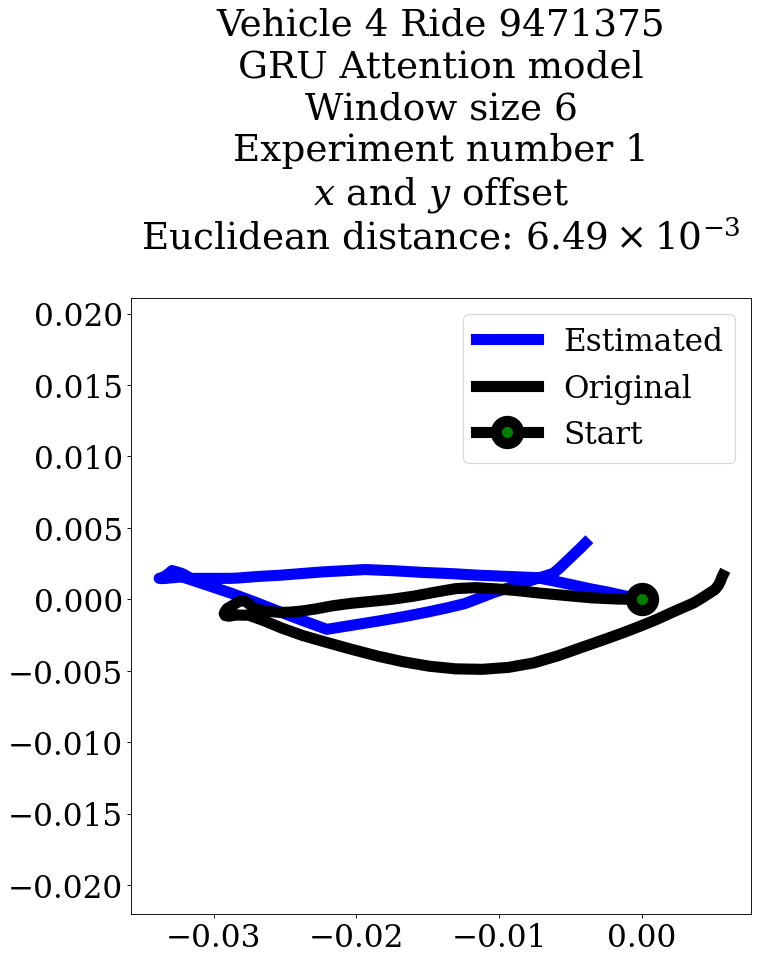 Vehicle 4 Ride 9471375
GRU Attention model
Window size 6
Experiment number 1
x and y offset
Euclidean distance: 6.49 × 10⁻³
Estimated
Original
Start
0.020
0.015
0.010
0.005
0.000
−0.005
−0.010
−0.015
−0.020
−0.03
−0.02
−0.01
0.00